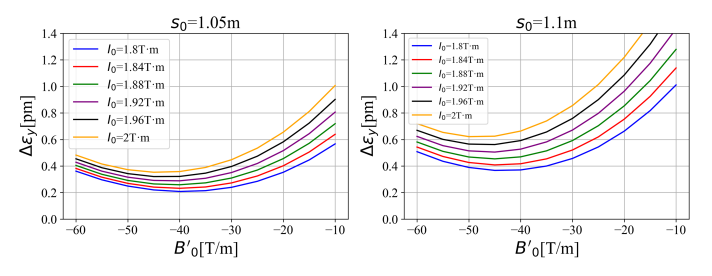 s₀=1.05m
1.4
1.2
1.0
0.8
0.6
0.4
0.2
0.0
Δεy[pm]
I₀=1.8T·m
I₀=1.84T·m
I₀=1.88T·m
I₀=1.92T·m
I₀=1.96T·m
I₀=2T·m
−60 −50 −40 −30 −20 −10
B′₀[T/m]
s₀=1.1m
1.4
1.2
1.0
0.8
0.6
0.4
0.2
0.0
Δεy[pm]
I₀=1.8T·m
I₀=1.84T·m
I₀=1.88T·m
I₀=1.92T·m
I₀=1.96T·m
I₀=2T·m
−60 −50 −40 −30 −20 −10
B′₀[T/m]